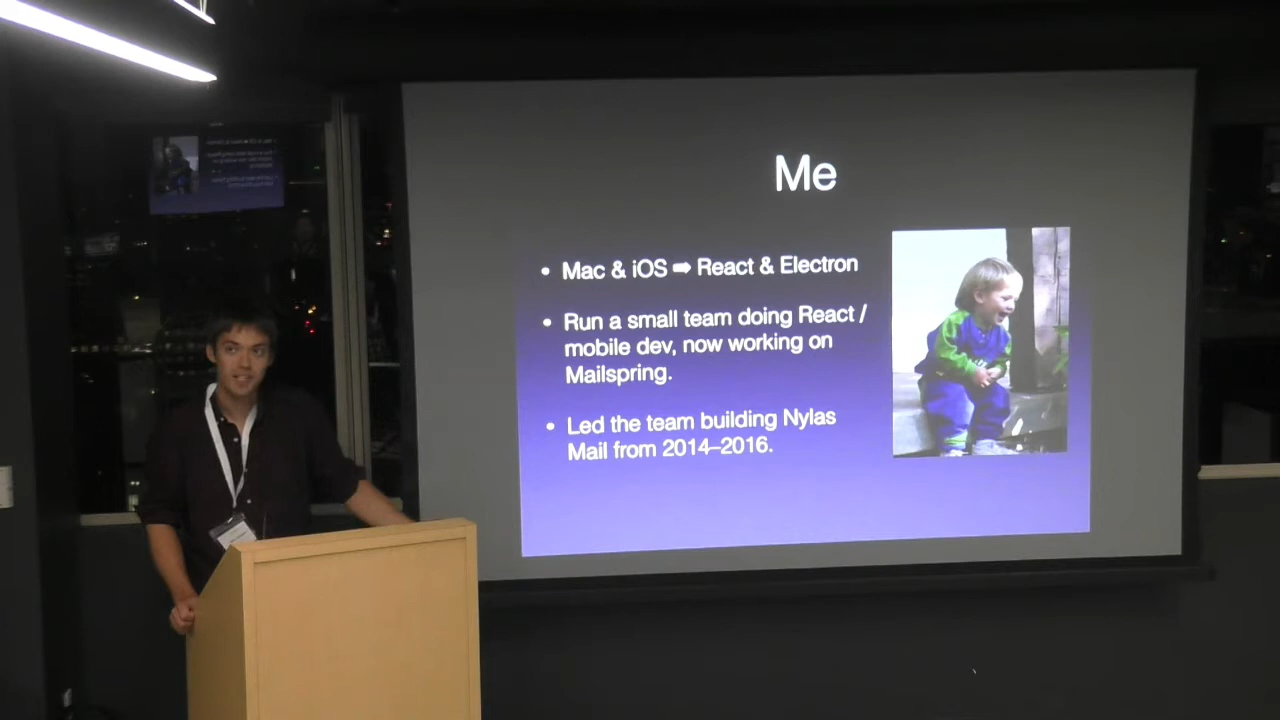 Me
• Mac & iOS ➡ React & Electron
• Run a small team doing React /
mobile dev, now working on
Mailspring.
• Led the team building Nylas
Mail from 2014–2016.